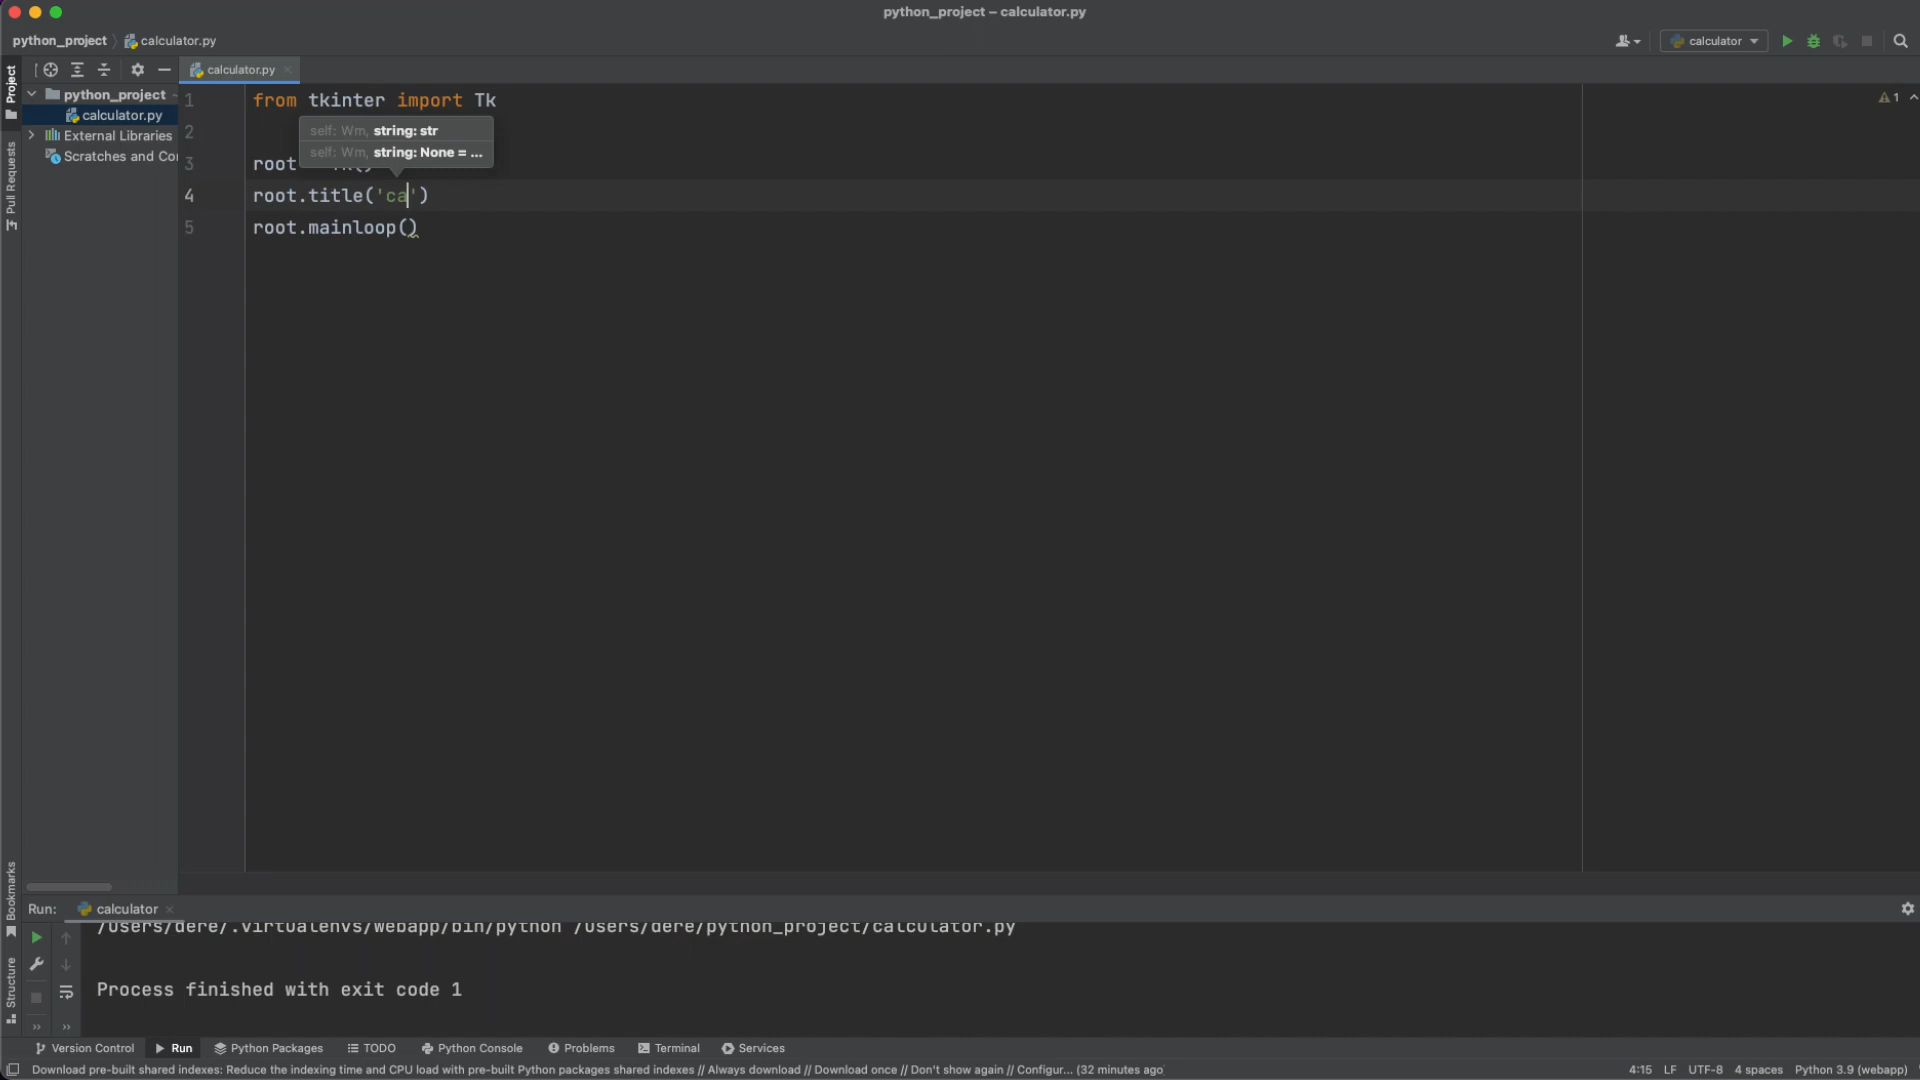 python_project – calculator.py
python_project calculator.py
calculator
Project
calculator.py
python_project
calculator.py
External Libraries
Scratches and Co
Pull Requests
1 from tkinter import Tk
2
self: Wm, string: str
self: Wm, string: None = ...
3 root
4 root.title('ca')
5 root.mainloop()
1
Bookmarks
Structure
Run: calculator
/Users/dere/.virtualenvs/webapp/bin/python /Users/dere/python_project/calculator.py
Process finished with exit code 1
Version Control Run Python Packages TODO Python Console Problems Terminal Services
Download pre-built shared indexes: Reduce the indexing time and CPU load with pre-built Python packages shared indexes // Always download // Download once // Don't show again // Configur... (32 minutes ago)
4:15 LF UTF-8 4 spaces Python 3.9 (webapp)